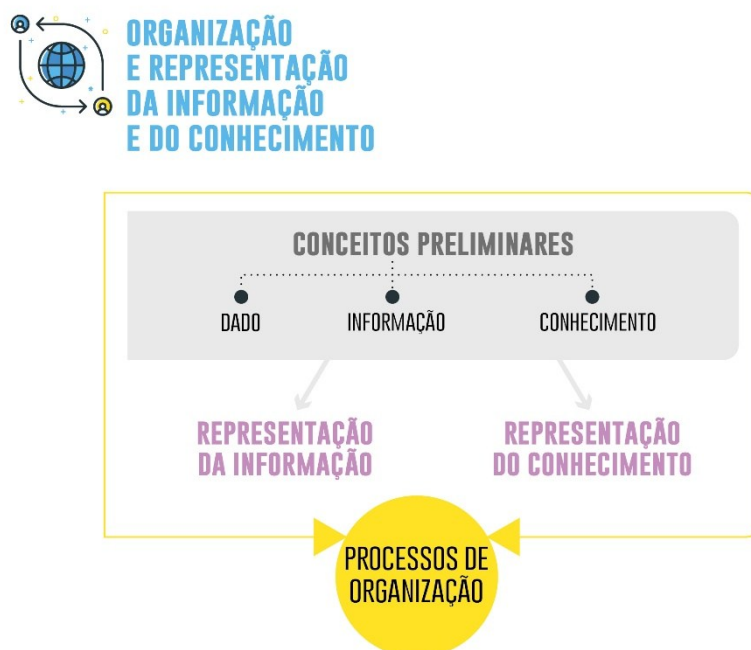 ORGANIZAÇÃO
E REPRESENTAÇÃO
DA INFORMAÇÃO
E DO CONHECIMENTO
CONCEITOS PRELIMINARES
DADO
INFORMAÇÃO
CONHECIMENTO
REPRESENTAÇÃO
DA INFORMAÇÃO
REPRESENTAÇÃO
DO CONHECIMENTO
PROCESSOS DE
ORGANIZAÇÃO